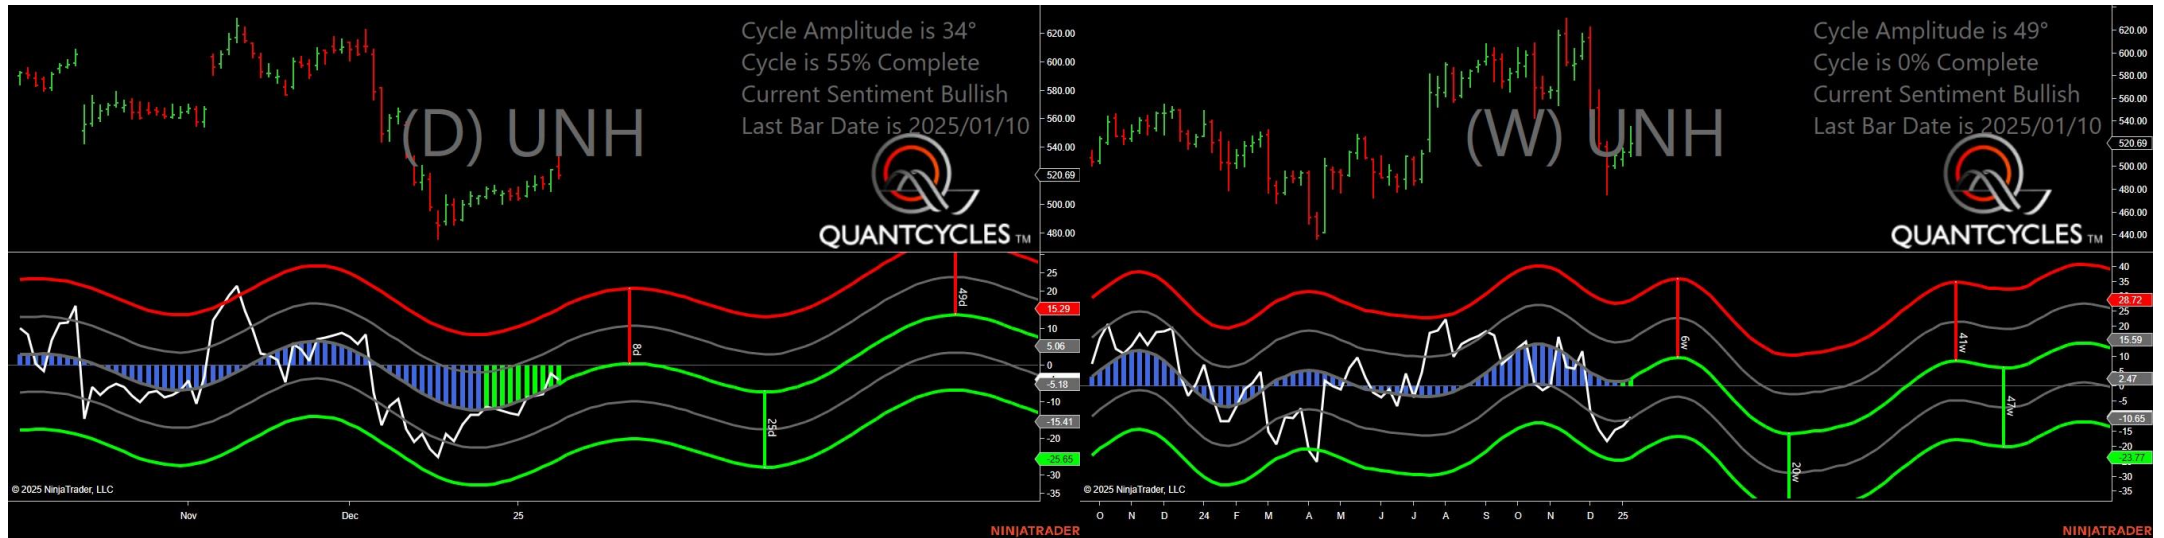 Cycle Amplitude is 34°
Cycle is 55% Complete
Current Sentiment Bullish
Last Bar Date is 2025/01/10
(D) UNH
QUANTCYCLES TM
620.00
600.00
580.00
560.00
540.00
520.69
500.00
480.00
25
20
15.29
10
5.06
0
-5.18
-10
-15.41
-20
-25.65
-30
-35
8d
25d
49d
© 2025 NinjaTrader, LLC
Nov
Dec
25
NINJATRADER
Cycle Amplitude is 49°
Cycle is 0% Complete
Current Sentiment Bullish
Last Bar Date is 2025/01/10
(W) UNH
QUANTCYCLES TM
620.00
600.00
580.00
560.00
540.00
520.69
500.00
480.00
460.00
440.00
40
35
28.72
25
20
15.59
10
2.47
-5
-10.65
-15
-20
-23.77
-30
-35
6w
20w
41w
47w
© 2025 NinjaTrader, LLC
O
N
D
24
F
M
A
M
J
J
A
S
O
N
D
25
NINJATRADER